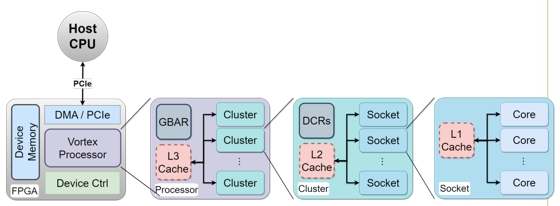 Host
CPU
PCIe
Device
Memory
FPGA
DMA / PCIe
Vortex
Processor
Device Ctrl
GBAR
L3
Cache
Processor
Cluster
Cluster
⋮
Cluster
DCRs
L2
Cache
Cluster
Socket
Socket
⋮
Socket
L1
Cache
Socket
Core
Core
⋮
Core